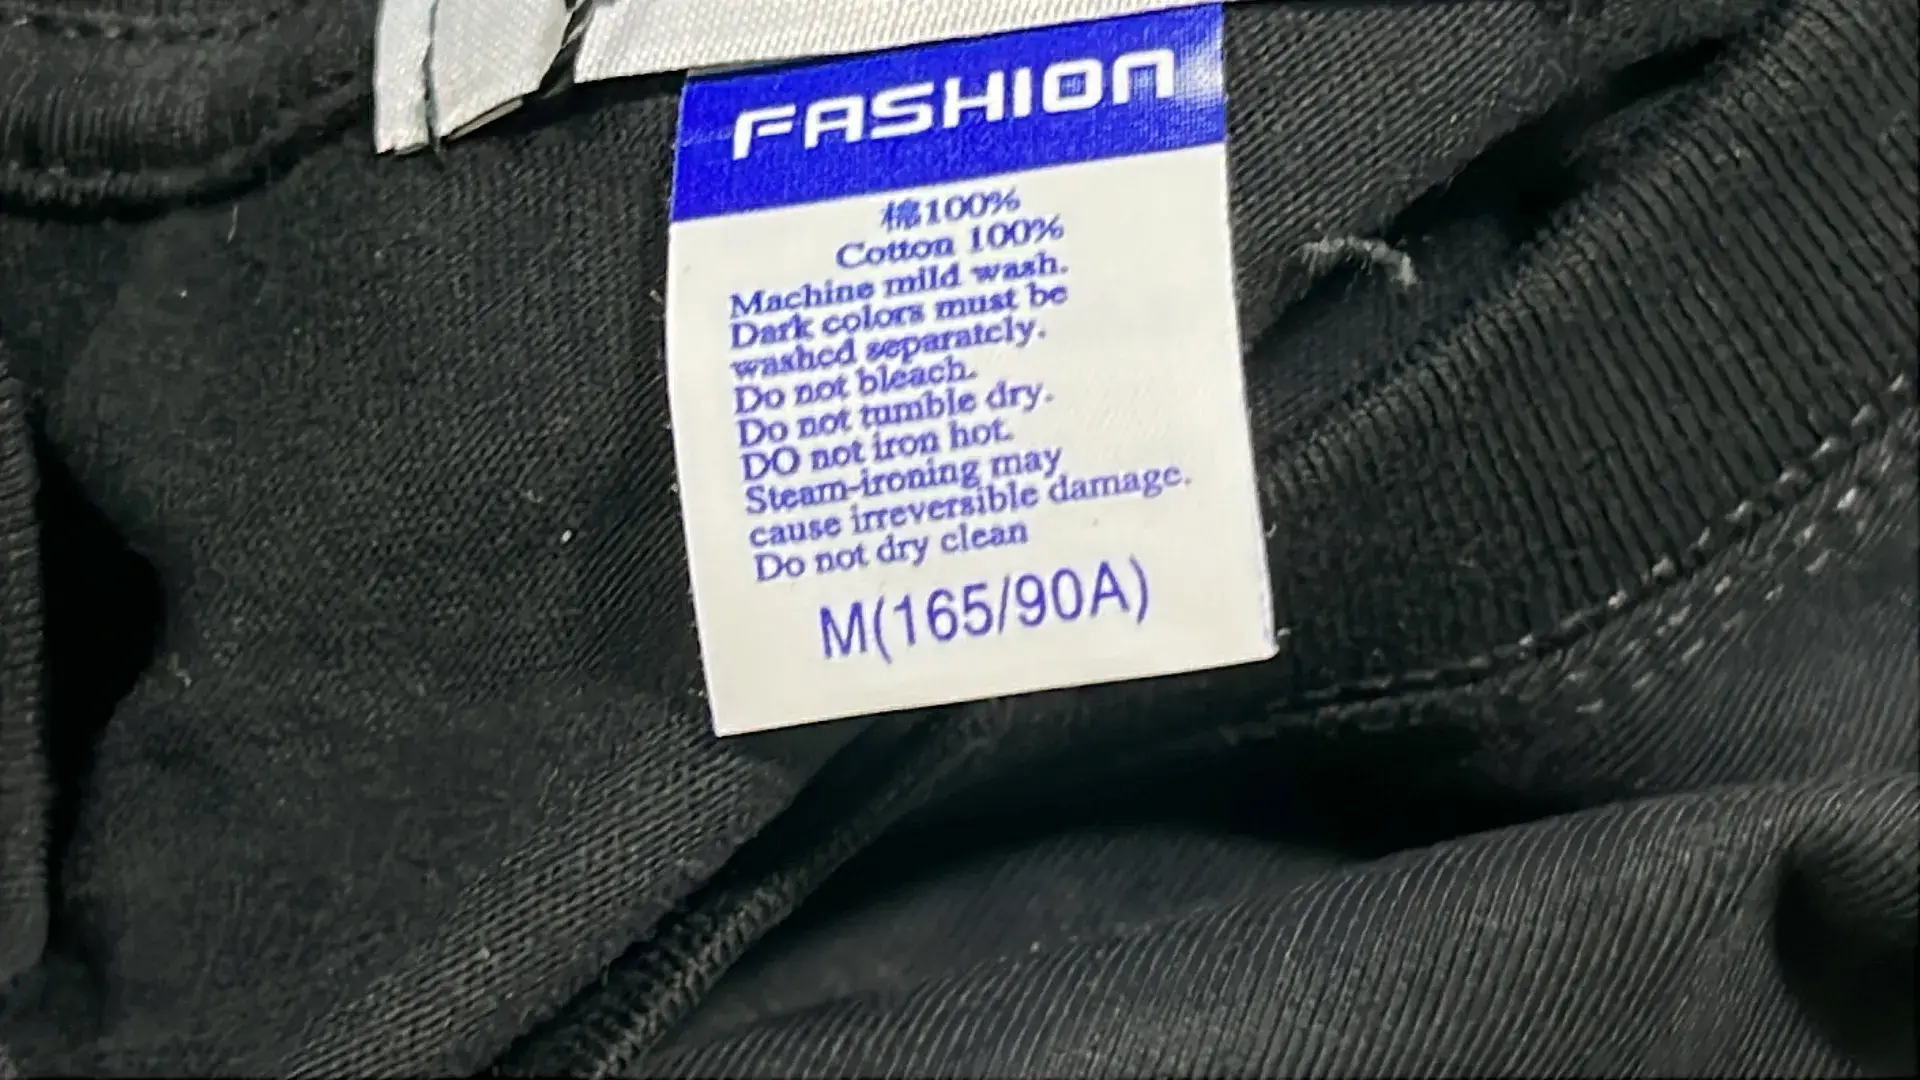 FASHION
棉100%
Cotton 100%
Machine mild wash.
Dark colors must be
washed separately.
Do not bleach.
Do not tumble dry.
DO not iron hot.
Steam-ironing may
cause irreversible damage.
Do not dry clean
M(165/90A)